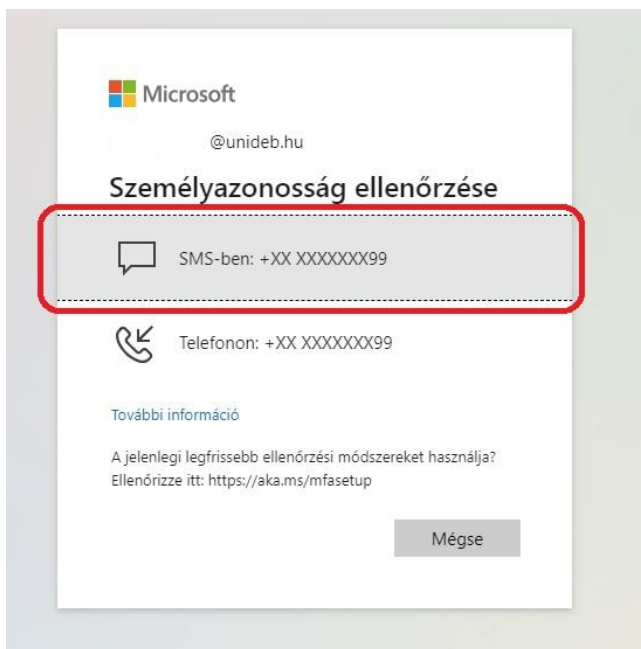 Microsoft
@unideb.hu
Személyazonosság ellenőrzése
SMS-ben: +XX XXXXXXX99
Telefonon: +XX XXXXXXX99
További információ
A jelenlegi legfrissebb ellenőrzési módszereket használja?
Ellenőrizze itt: https://aka.ms/mfasetup
Mégse